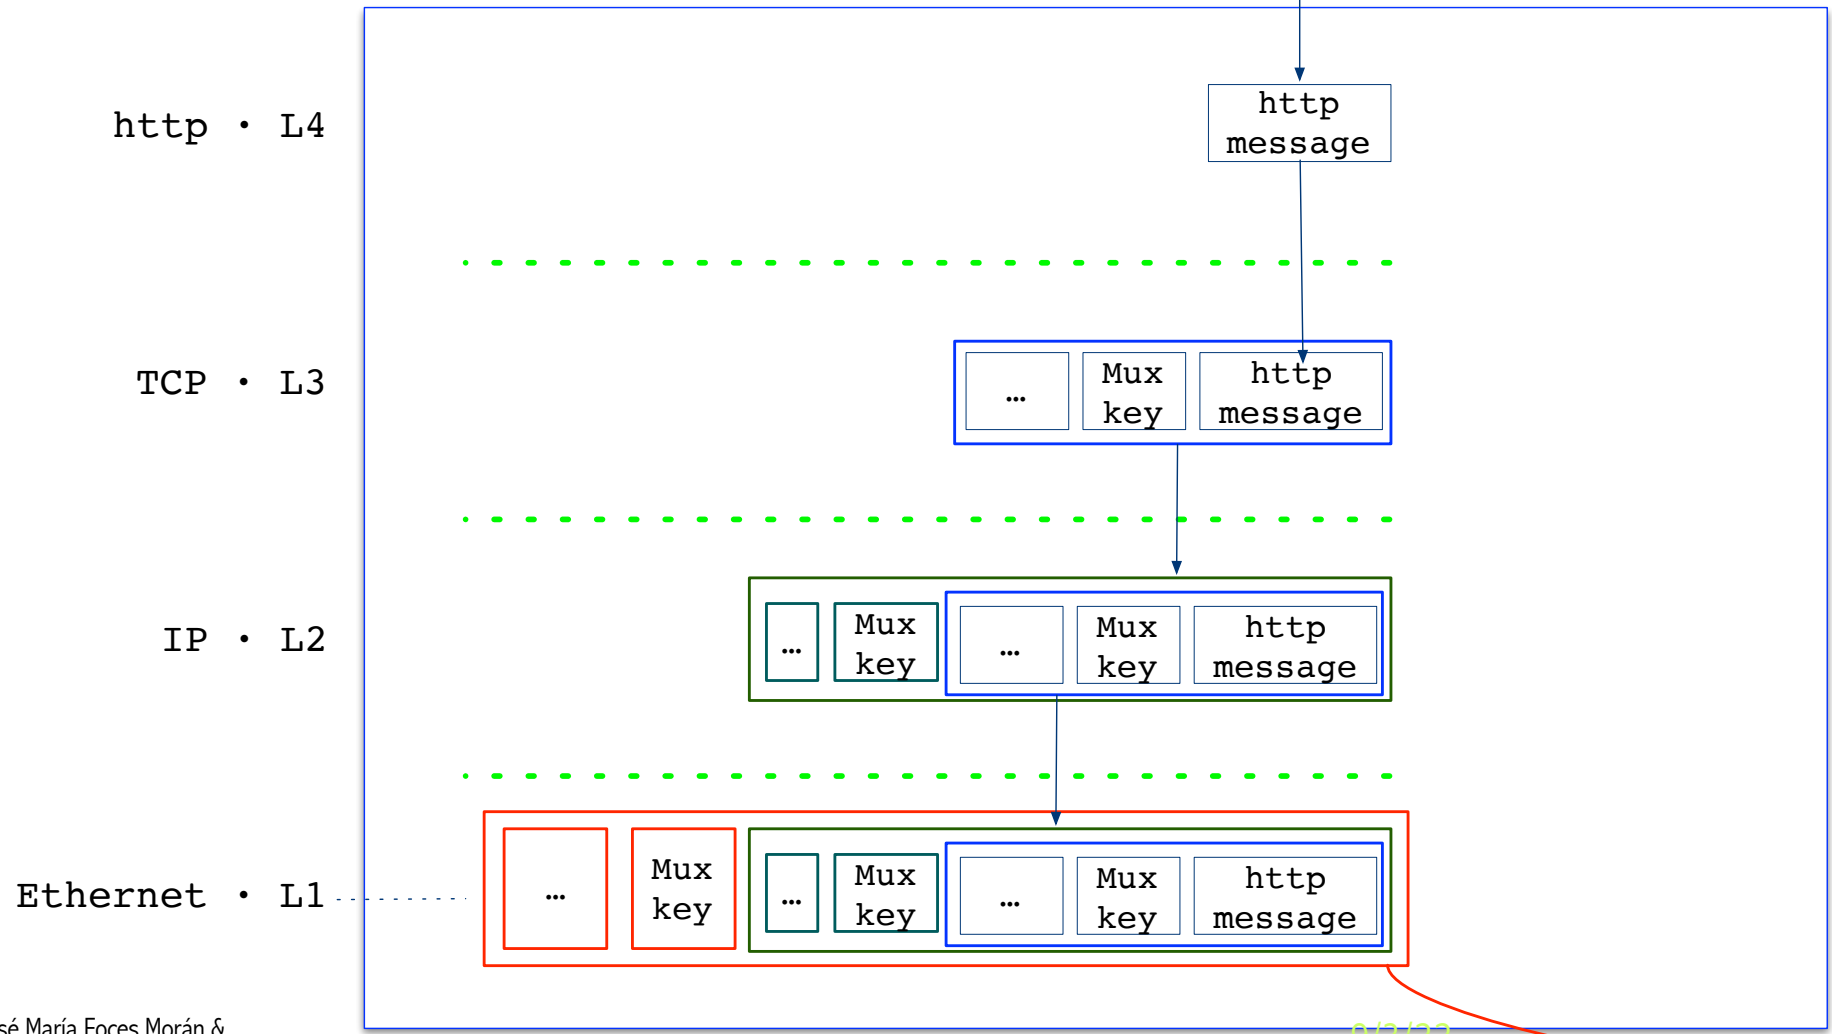 http · L4
http
message
TCP · L3
…
Mux
key
http
message
IP · L2
…
Mux
key
…
Mux
key
http
message
Ethernet · L1
…
Mux
key
…
Mux
key
…
Mux
key
http
message
María Foces Morán &